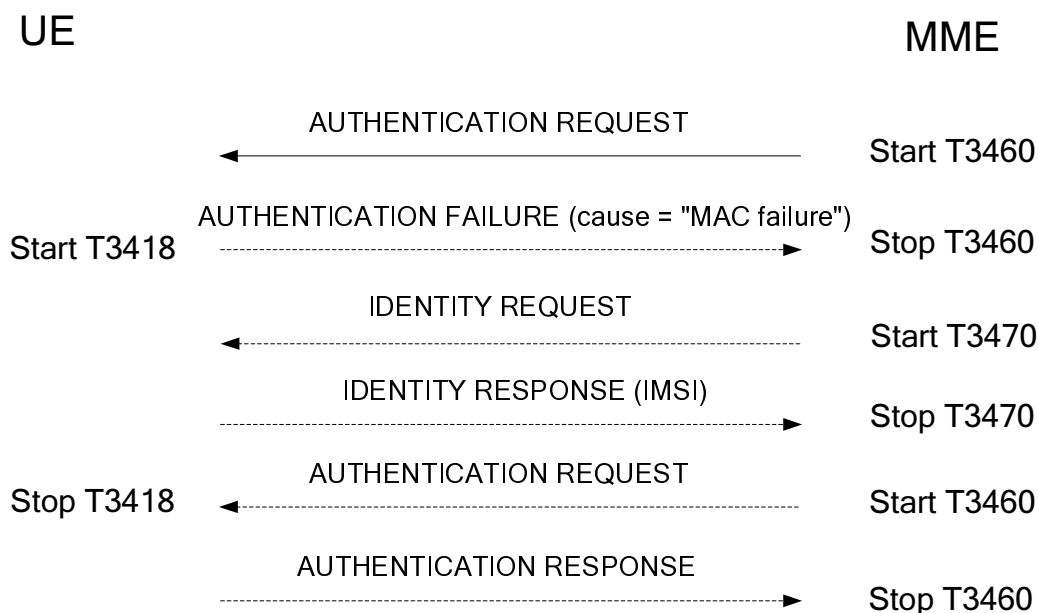 UE
MME
AUTHENTICATION REQUEST
Start T3460
AUTHENTICATION FAILURE (cause = "MAC failure")
Start T3418
Stop T3460
IDENTITY REQUEST
Start T3470
IDENTITY RESPONSE (IMSI)
Stop T3470
AUTHENTICATION REQUEST
Stop T3418
Start T3460
AUTHENTICATION RESPONSE
Stop T3460